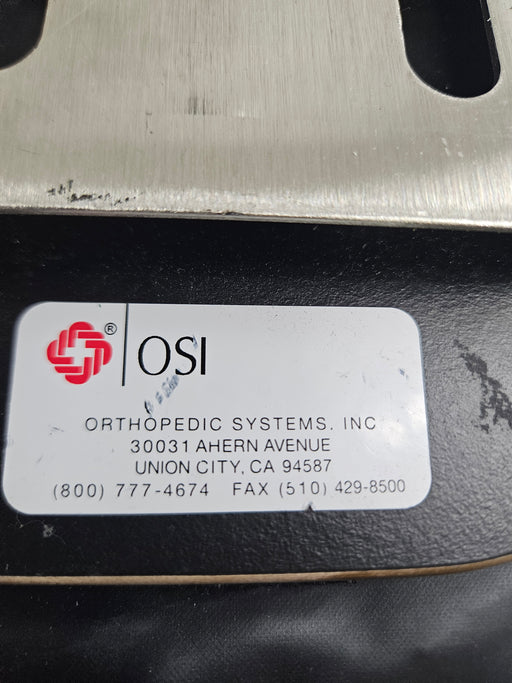 ® OSI
ORTHOPEDIC SYSTEMS, INC
30031 AHERN AVENUE
UNION CITY, CA 94587
(800) 777-4674 FAX (510) 429-8500